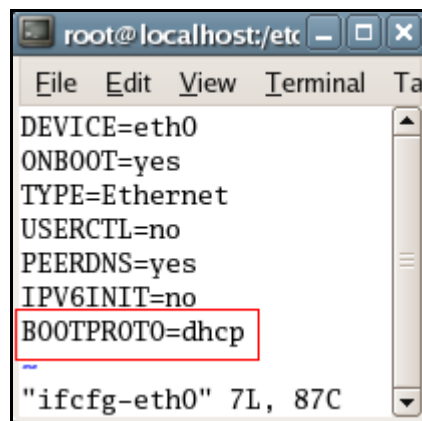 root@localhost:/etc
File Edit View Terminal Ta
DEVICE=eth0
ONBOOT=yes
TYPE=Ethernet
USERCTL=no
PEERDNS=yes
IPV6INIT=no
BOOTPROTO=dhcp
~
"ifcfg-eth0" 7L, 87C